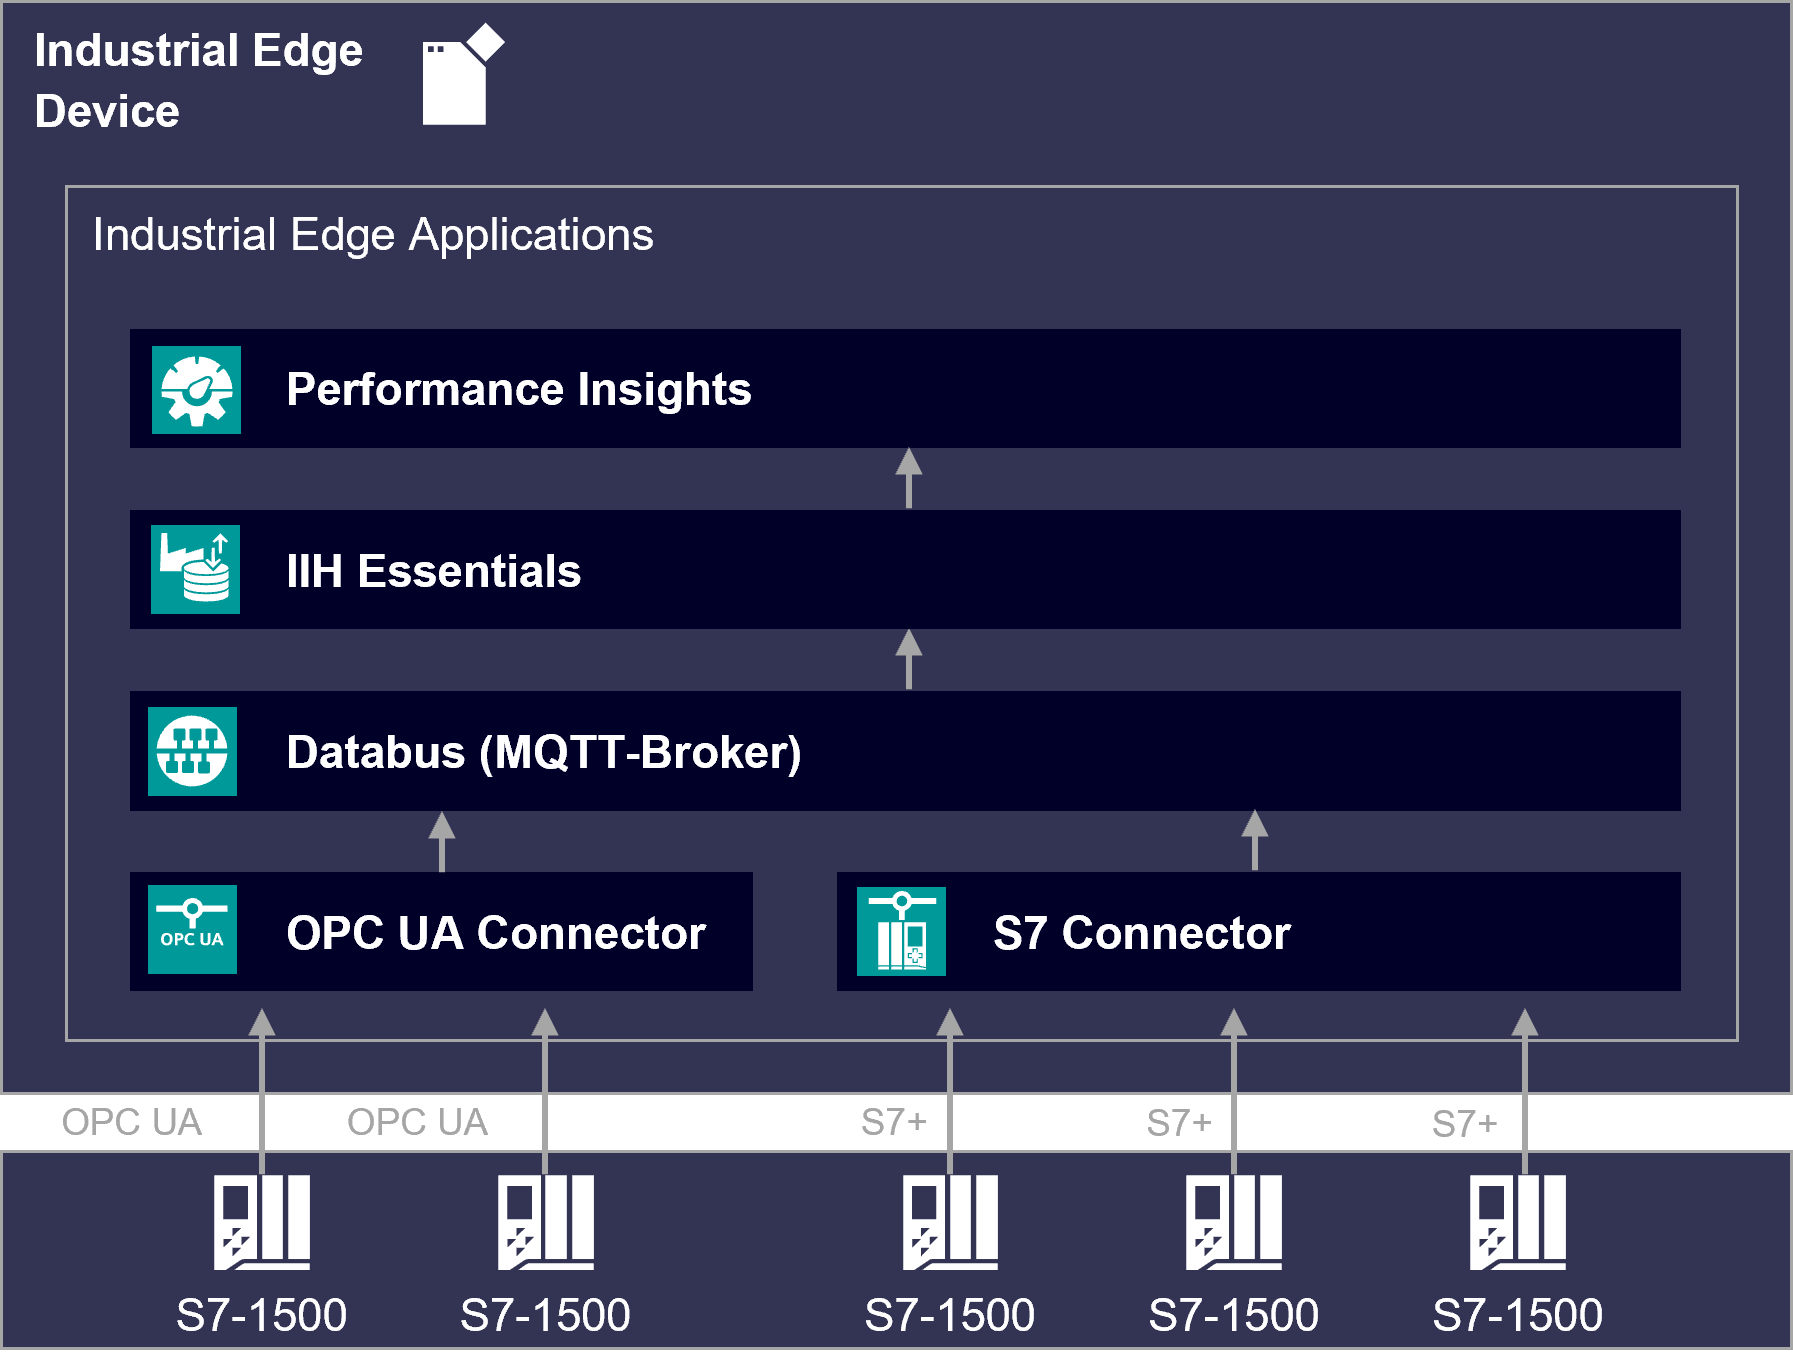 Industrial Edge
Device
Industrial Edge Applications
Performance Insights
IIH Essentials
Databus (MQTT-Broker)
OPC UA
OPC UA Connector
S7 Connector
OPC UA
OPC UA
S7+
S7+
S7+
S7-1500
S7-1500
S7-1500
S7-1500
S7-1500